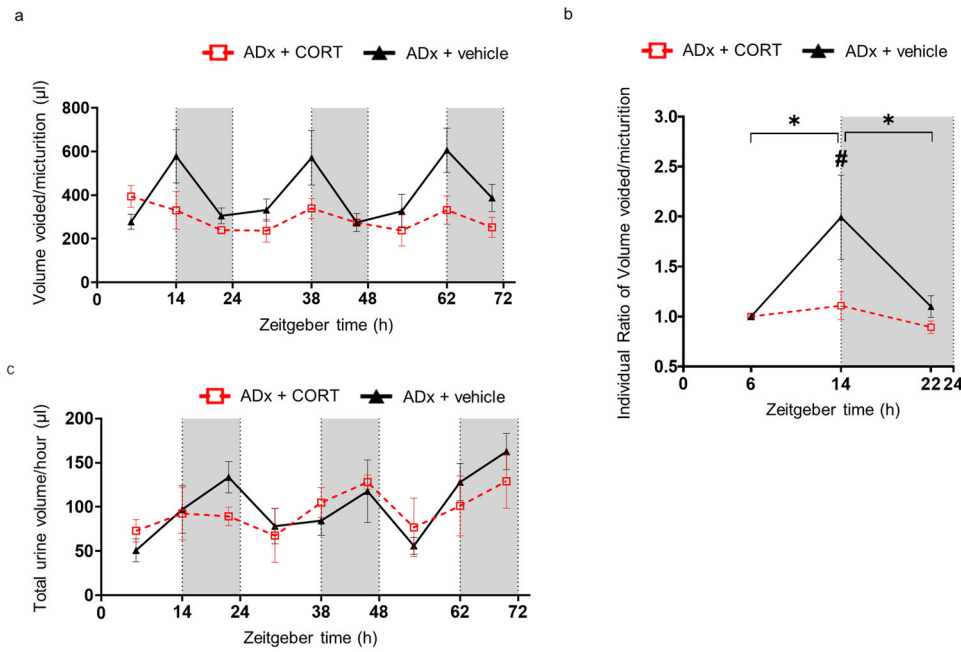 a
ADx + CORT ADx + vehicle
Volume voided/micturition (µl)
800
600
400
200
0
0 14 24 38 48 62 72
Zeitgeber time (h)
b
ADx + CORT ADx + vehicle
Individual Ratio of Volume voided/micturition
3.0
2.5
2.0
1.5
1.0
0.5
* *
#
0 6 14 22 24
Zeitgeber time (h)
c
ADx + CORT ADx + vehicle
Total urine volume/hour (µl)
200
150
100
50
0
0 14 24 38 48 62 72
Zeitgeber time (h)